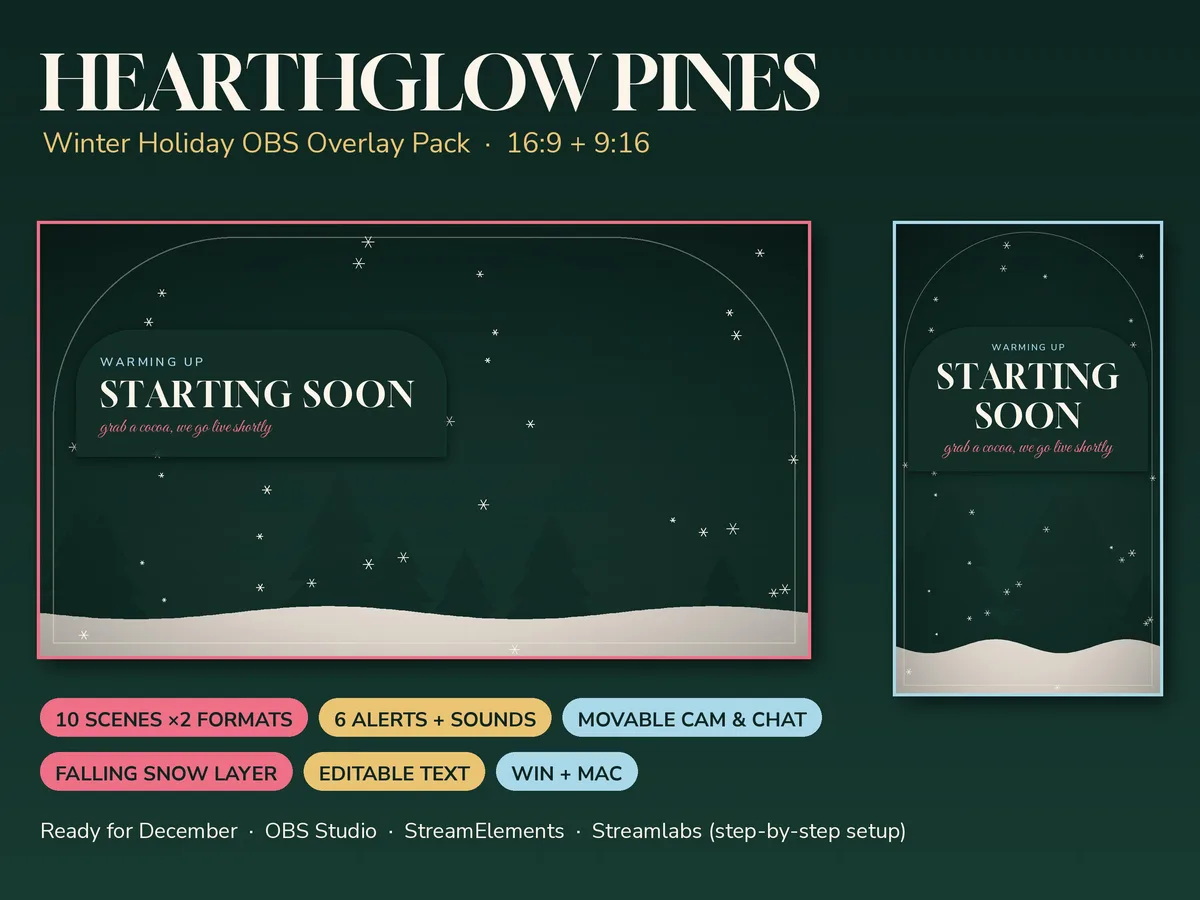 HEARTHGLOW PINES
Winter Holiday OBS Overlay Pack · 16:9 + 9:16
WARMING UP
STARTING SOON
grab a cocoa, we go live shortly
WARMING UP
STARTING
SOON
grab a cocoa, we go live shortly
10 SCENES ×2 FORMATS
6 ALERTS + SOUNDS
MOVABLE CAM & CHAT
FALLING SNOW LAYER
EDITABLE TEXT
WIN + MAC
Ready for December · OBS Studio · StreamElements · Streamlabs (step-by-step setup)